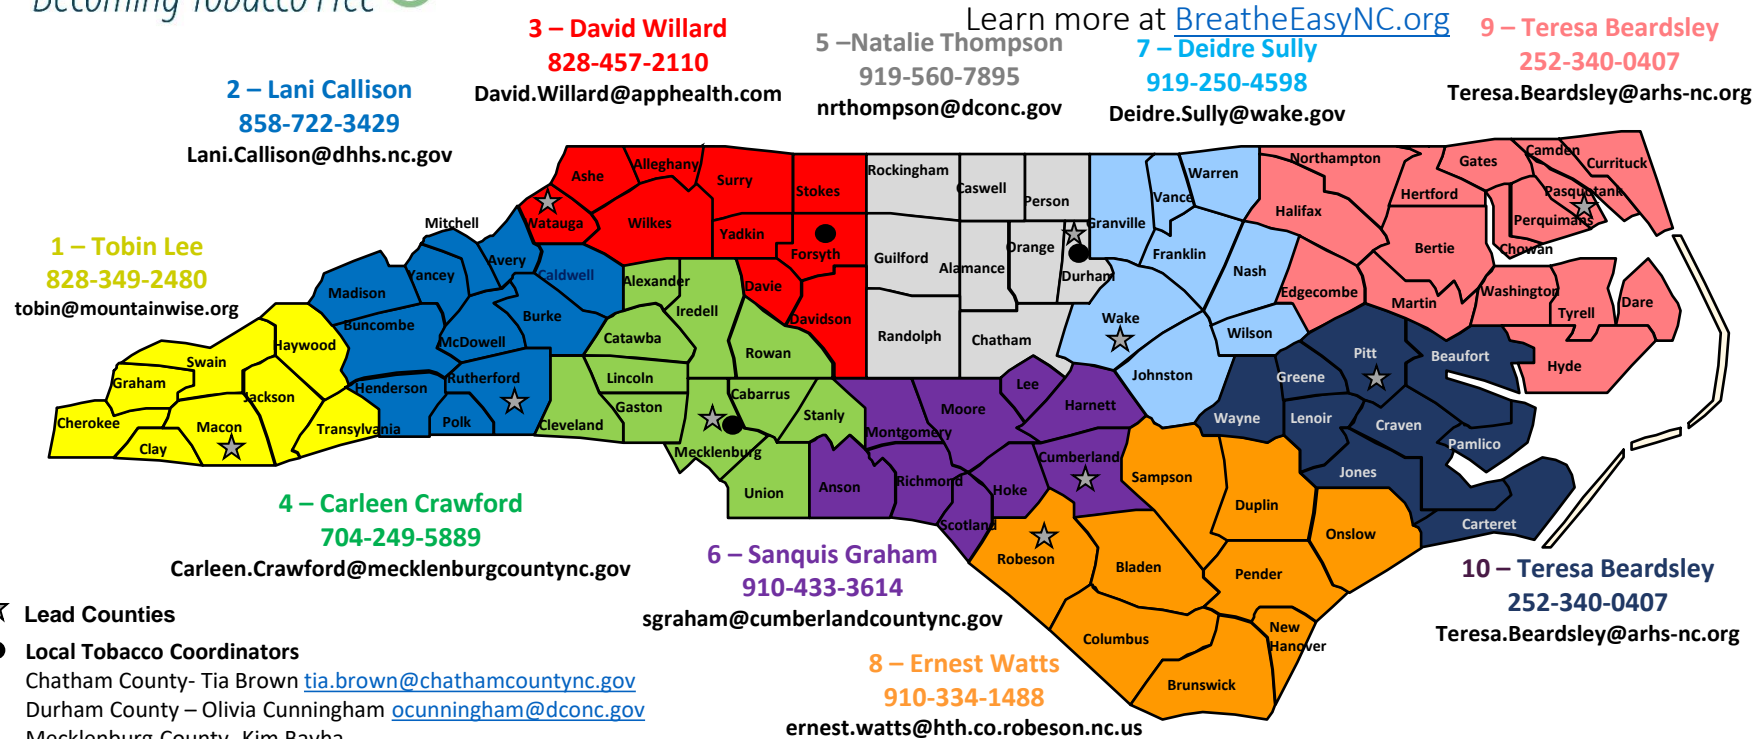 Becoming Tobacco Free
Learn more at BreatheEasyNC.org
3 – David Willard
828-457-2110
David.Willard@apphealth.com
5 –Natalie Thompson
919-560-7895
nrthompson@dconc.gov
7 – Deidre Sully
919-250-4598
Deidre.Sully@wake.gov
9 – Teresa Beardsley
252-340-0407
Teresa.Beardsley@arhs-nc.org
2 – Lani Callison
858-722-3429
Lani.Callison@dhhs.nc.gov
1 – Tobin Lee
828-349-2480
tobin@mountainwise.org
Cherokee
Graham
Swain
Clay
Macon
Jackson
Haywood
Transylvania
Madison
Buncombe
Henderson
Polk
Rutherford
McDowell
Yancey
Mitchell
Avery
Burke
Caldwell
Watauga
Ashe
Alleghany
Wilkes
Surry
Yadkin
Stokes
Forsyth
Davie
Davidson
Alexander
Iredell
Catawba
Lincoln
Gaston
Cleveland
Rowan
Cabarrus
Stanly
Mecklenburg
Union
Rockingham
Caswell
Person
Guilford
Alamance
Orange
Durham
Randolph
Chatham
Anson
Montgomery
Moore
Lee
Harnett
Richmond
Scotland
Hoke
Cumberland
Granville
Vance
Warren
Franklin
Nash
Wilson
Wake
Johnston
Robeson
Bladen
Sampson
Duplin
Onslow
Pender
Columbus
Brunswick
New
Hanover
Northampton
Halifax
Edgecombe
Hertford
Bertie
Martin
Gates
Camden
Currituck
Pasquotank
Perquimans
Chowan
Washington
Tyrell
Dare
Hyde
Pitt
Beaufort
Greene
Wayne
Lenoir
Craven
Pamlico
Jones
Carteret
4 – Carleen Crawford
704-249-5889
Carleen.Crawford@mecklenburgcountync.gov
6 – Sanquis Graham
910-433-3614
sgraham@cumberlandcountync.gov
8 – Ernest Watts
910-334-1488
ernest.watts@hth.co.robeson.nc.us
10 – Teresa Beardsley
252-340-0407
Teresa.Beardsley@arhs-nc.org
Lead Counties
Local Tobacco Coordinators
Chatham County- Tia Brown tia.brown@chathamcountync.gov
Durham County – Olivia Cunningham ocunningham@dconc.gov
Mecklenburg County- Kim Bayha